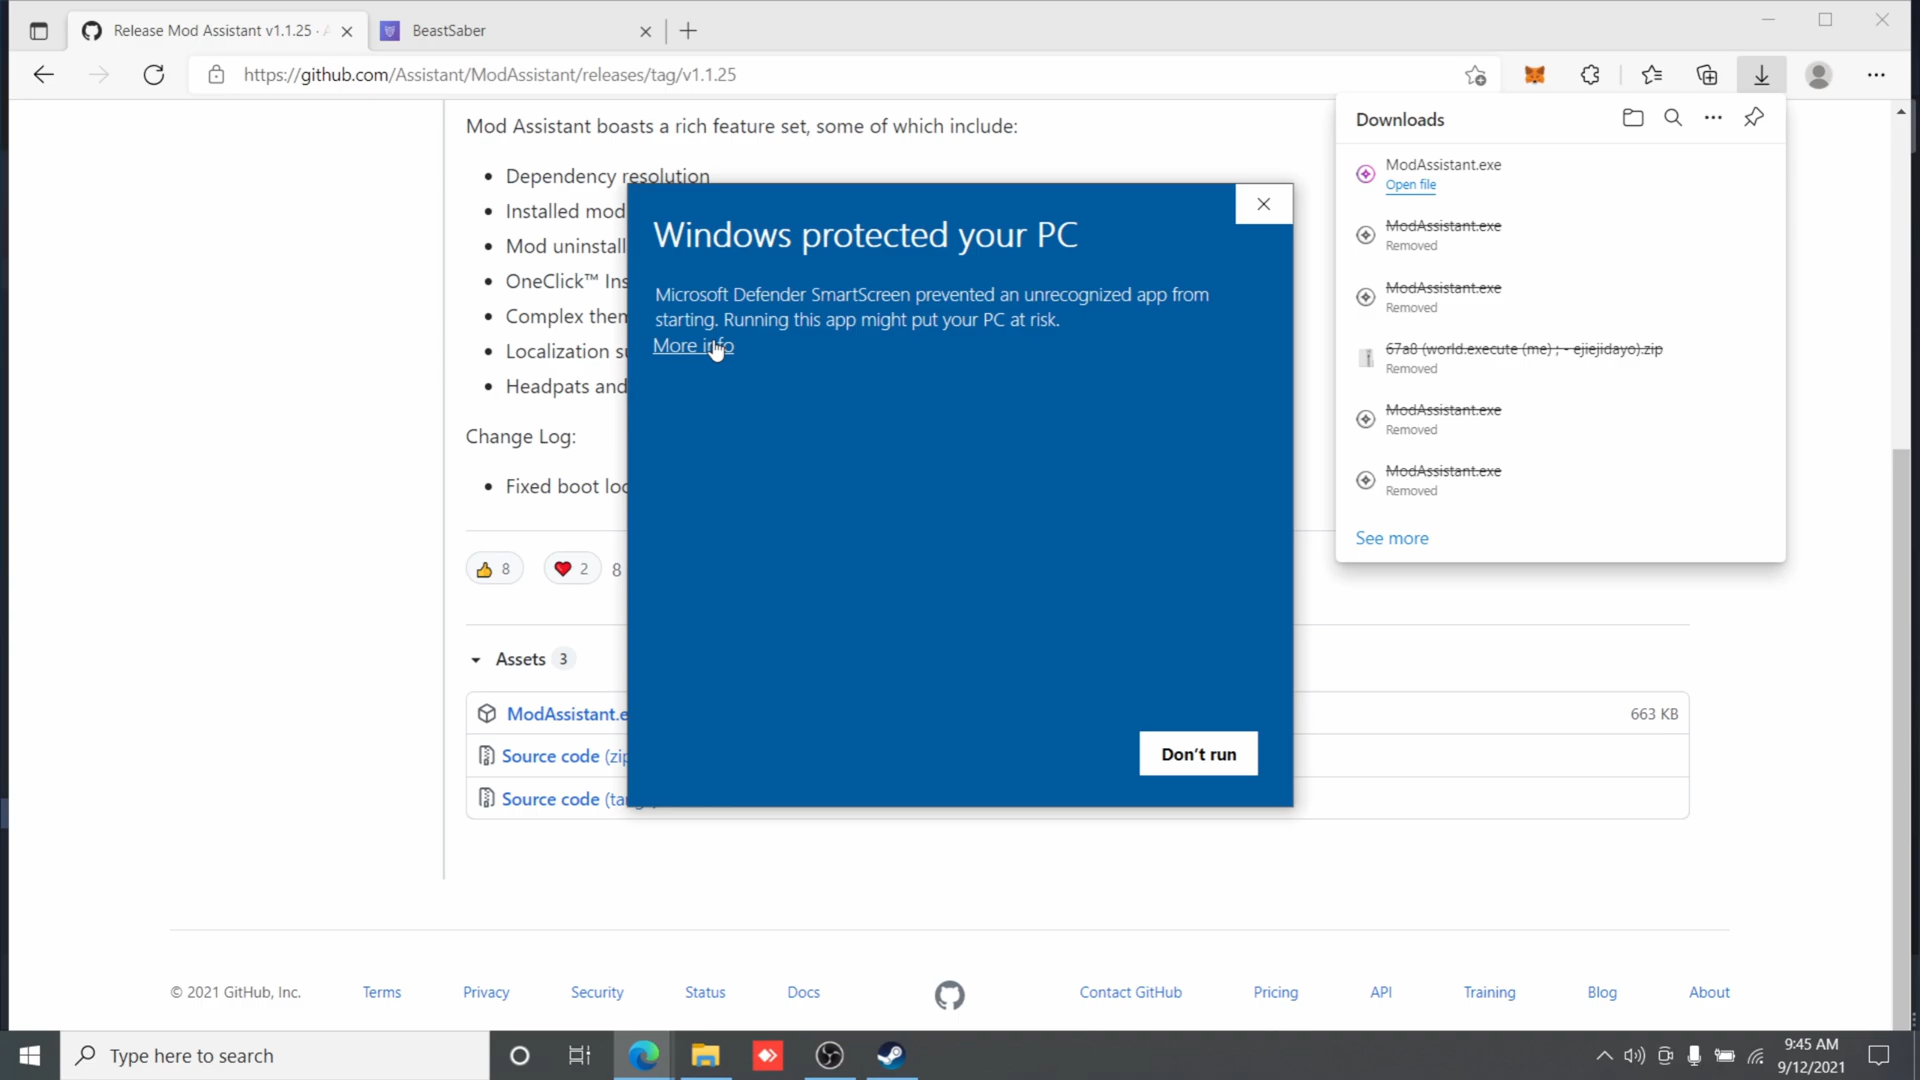 Release Mod Assistant v1.1.25 ·
BeastSaber
https://github.com/Assistant/ModAssistant/releases/tag/v1.1.25
Mod Assistant boasts a rich feature set, some of which include:
Dependency resolution
Installed mod
Mod uninstall
OneClick™ Ins
Complex them
Localization su
Headpats and
Change Log:
Fixed boot loo
👍 8
❤️ 2
8
Assets 3
ModAssistant.e
663 KB
Source code (zip
Source code (tar.g
Windows protected your PC
Microsoft Defender SmartScreen prevented an unrecognized app from
starting. Running this app might put your PC at risk.
More info
Don't run
Downloads
ModAssistant.exe
Open file
ModAssistant.exe
Removed
ModAssistant.exe
Removed
67a8 (world.execute (me) ; - ejiejidayo).zip
Removed
ModAssistant.exe
Removed
ModAssistant.exe
Removed
See more
© 2021 GitHub, Inc.
Terms
Privacy
Security
Status
Docs
Contact GitHub
Pricing
API
Training
Blog
About
Type here to search
9:45 AM
9/12/2021